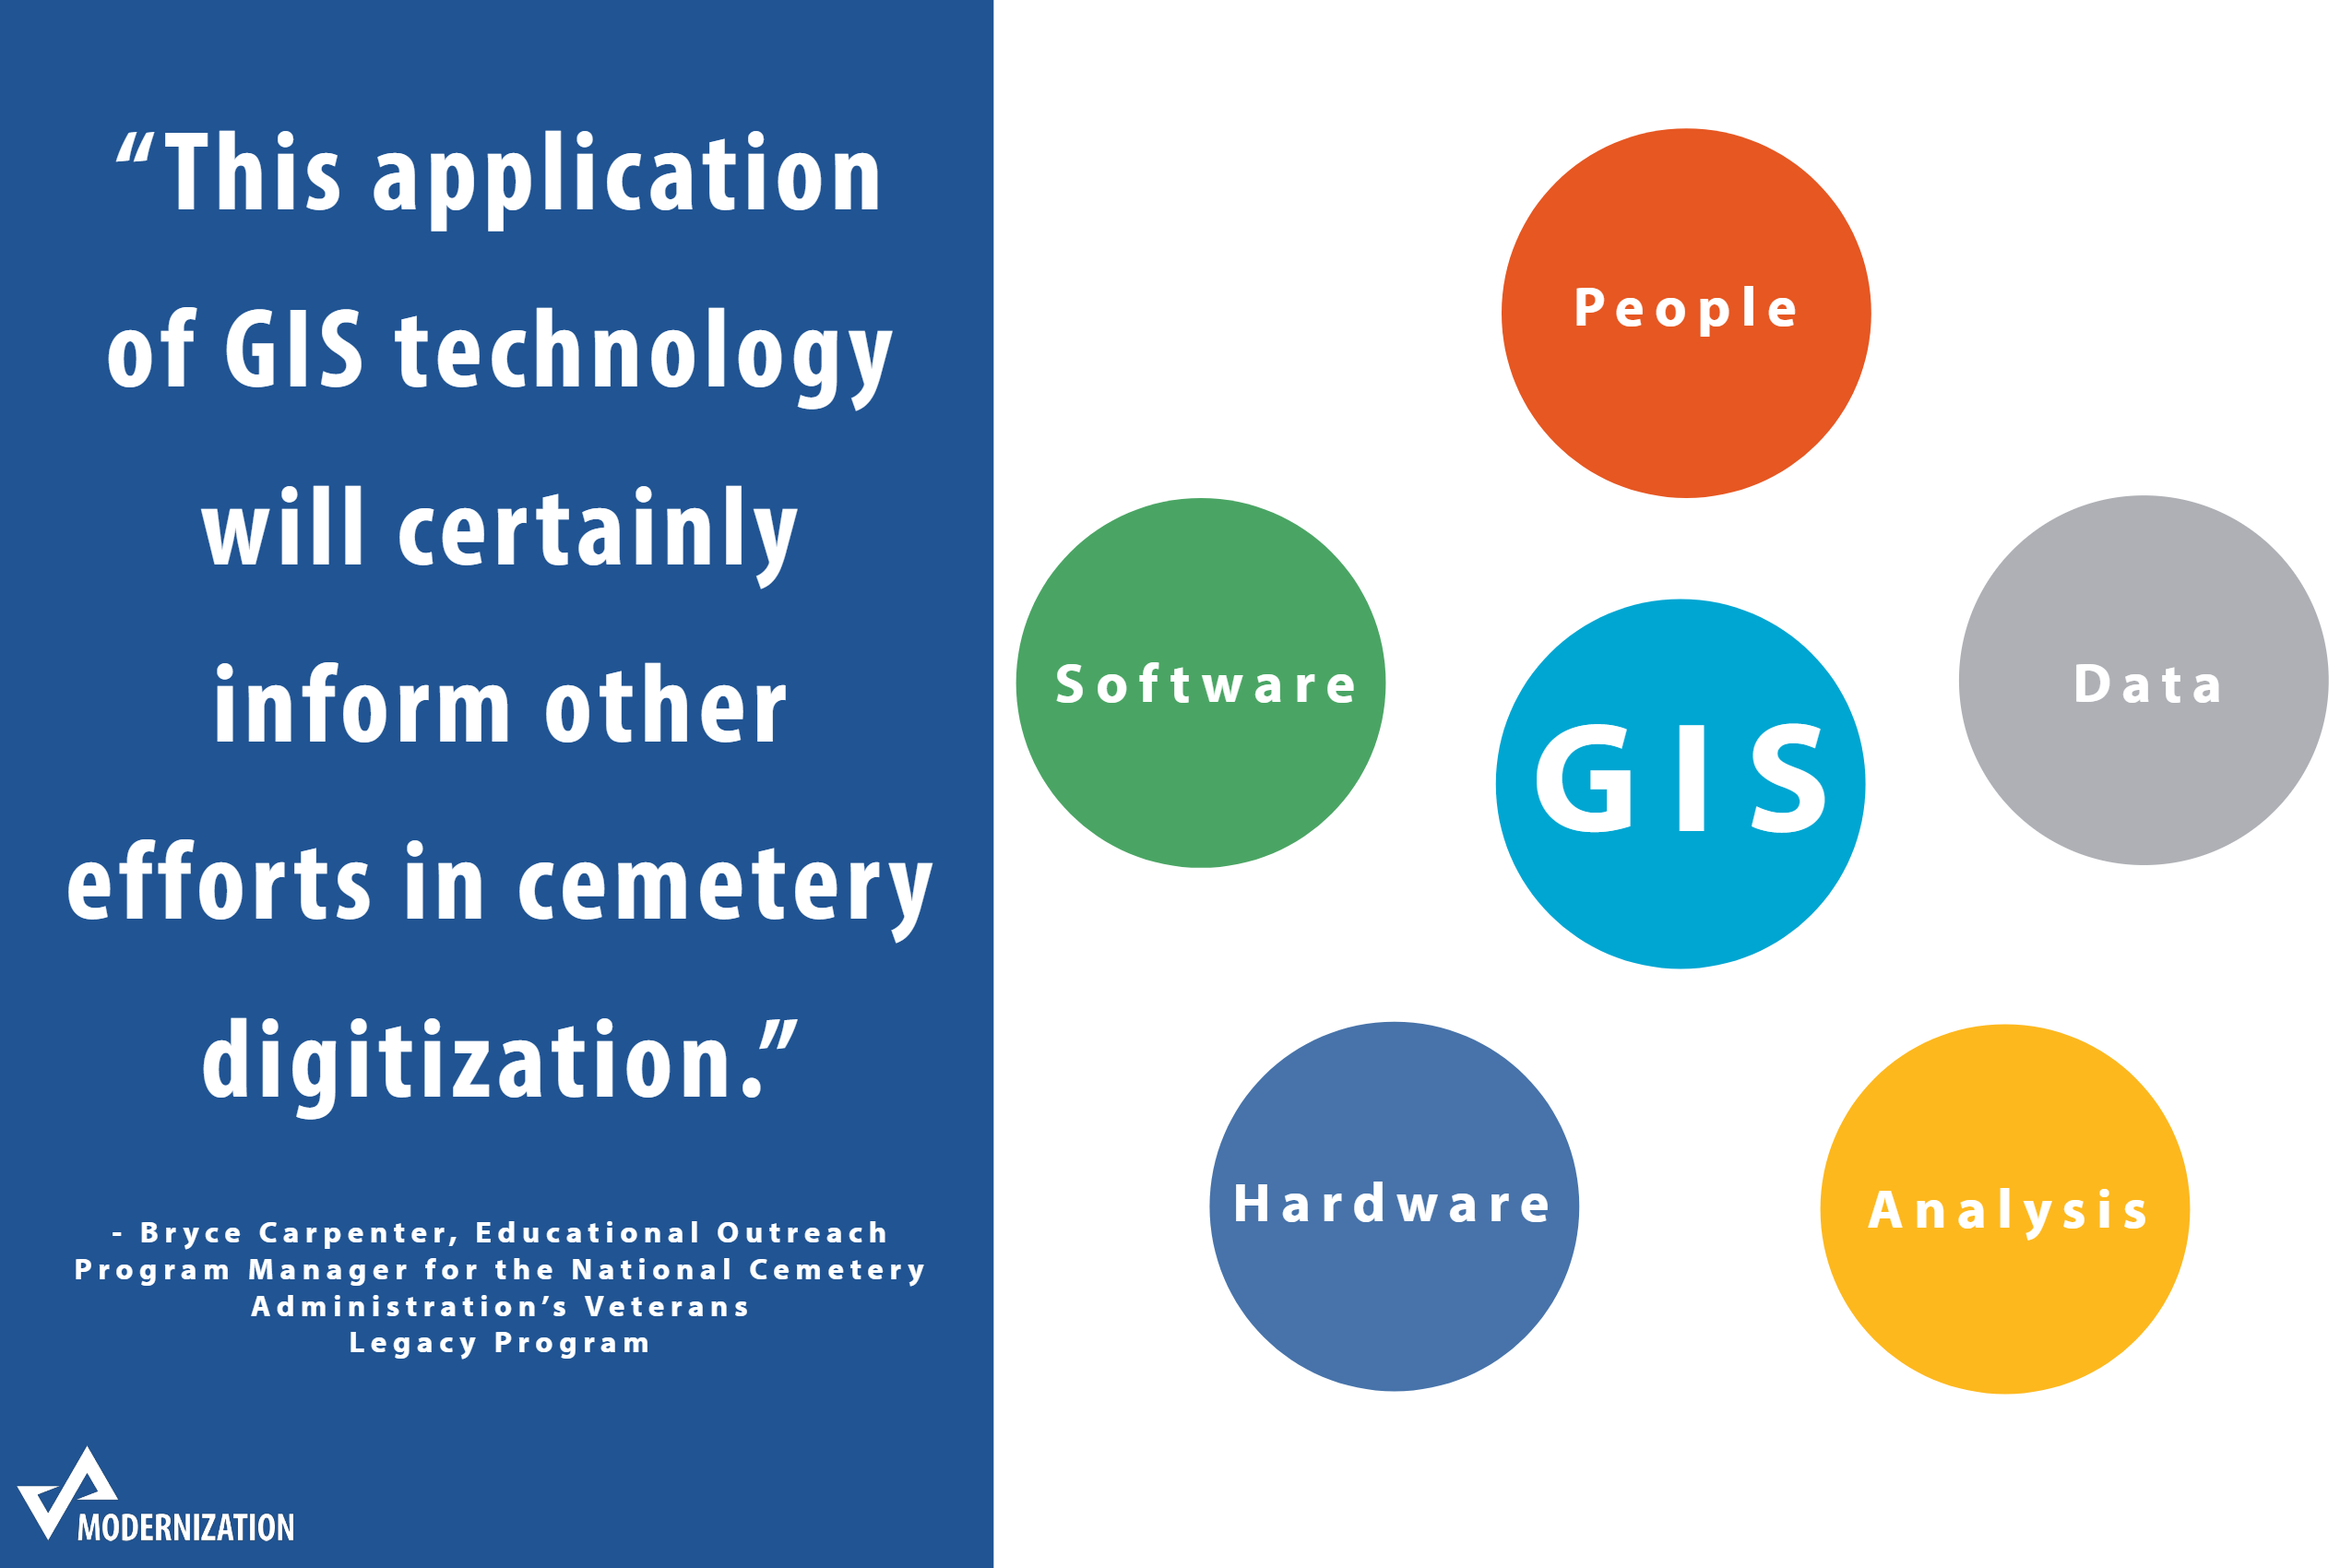 “This application
of GIS technology
will certainly
inform other
efforts in cemetery
digitization.”
- Bryce Carpenter, Educational Outreach
Program Manager for the National Cemetery
Administration’s Veterans
Legacy Program
VA
MODERNIZATION
People
Software
Data
GIS
Hardware
Analysis